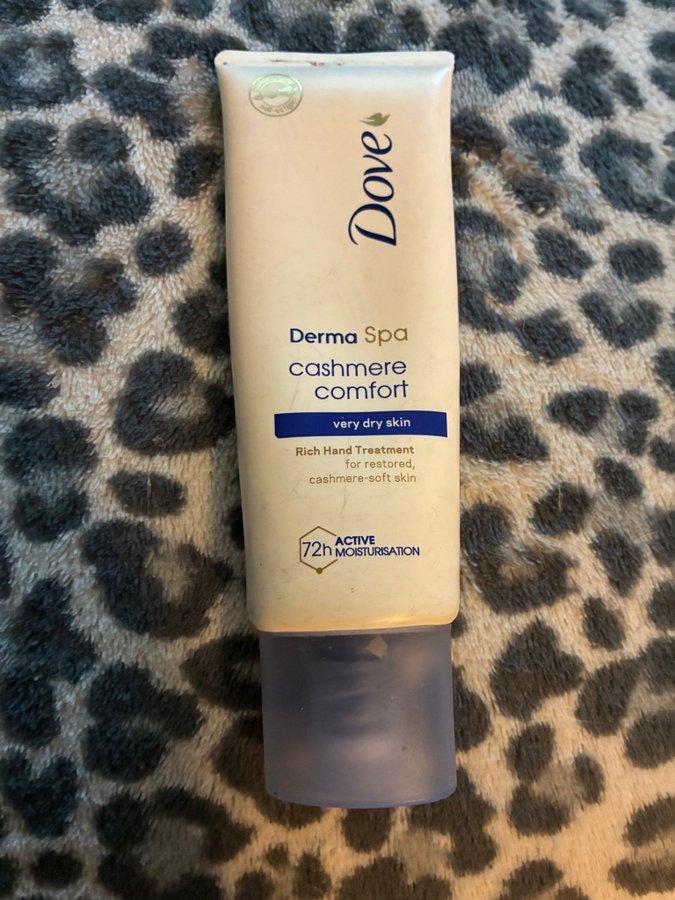 Dove
Derma Spa
cashmere
comfort
very dry skin
Rich Hand Treatment
for restored,
cashmere-soft skin
72h ACTIVE
MOISTURISATION